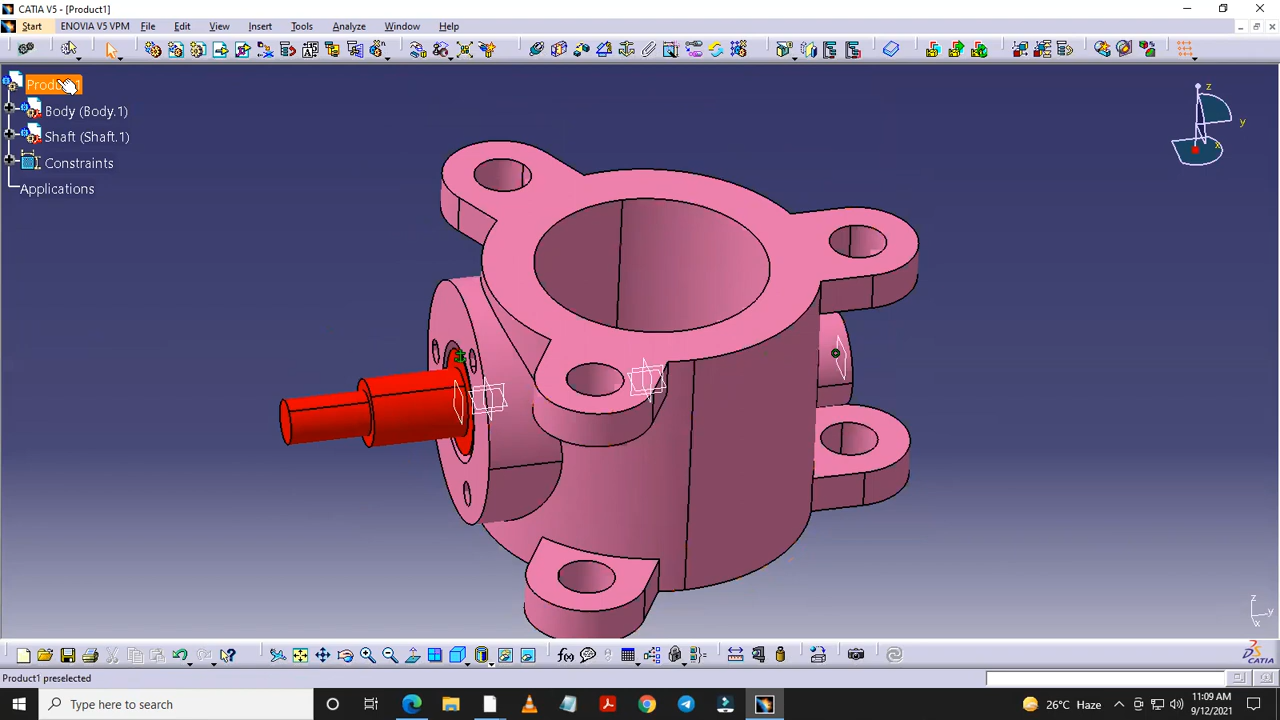 CATIA V5 - [Product1]
Start ENOVIA V5 VPM File Edit View Insert Tools Analyze Window Help
Body (Body.1)
Shaft (Shaft.1)
Constraints
Applications
z
y
x
z
y
x
f(x)
Product1 preselected
Type here to search
26°C Haze
11:09 AM
9/12/2021